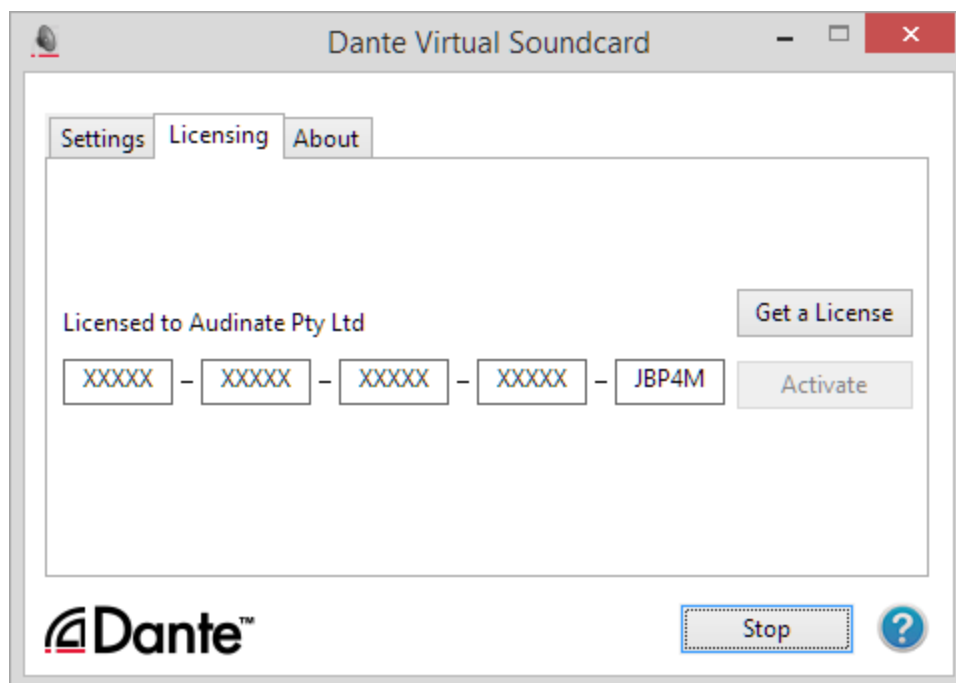 Dante Virtual Soundcard
Settings Licensing About
Licensed to Audinate Pty Ltd
Get a License
XXXXX – XXXXX – XXXXX – XXXXX – JBP4M
Activate
Dante™
Stop
?